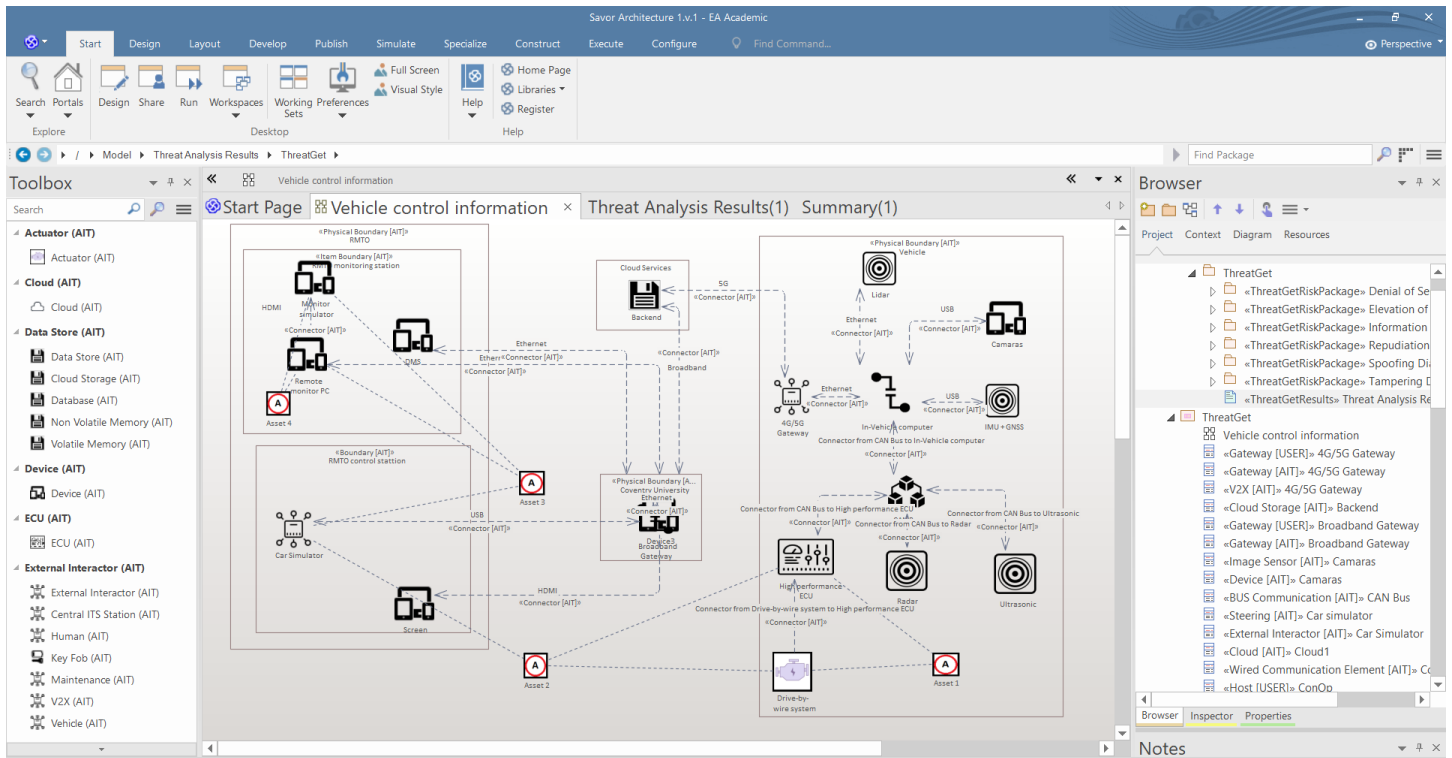 Savor Architecture 1.v.1 - EA Academic
Start Design Layout Develop Publish Simulate Specialize Construct Execute Configure Find Command... Perspective
Search Portals Design Share Run Workspaces Working Sets Preferences Full Screen Visual Style Help Home Page Libraries Register
Explore Desktop Help
/ Model Threat Analysis Results ThreatGet Find Package
Toolbox
Search
Actuator (AIT)
Actuator (AIT)
Cloud (AIT)
Cloud (AIT)
Data Store (AIT)
Data Store (AIT)
Cloud Storage (AIT)
Database (AIT)
Non Volatile Memory (AIT)
Volatile Memory (AIT)
Device (AIT)
Device (AIT)
ECU (AIT)
ECU (AIT)
External Interactor (AIT)
External Interactor (AIT)
Central ITS Station (AIT)
Human (AIT)
Key Fob (AIT)
Maintenance (AIT)
V2X (AIT)
Vehicle (AIT)
Vehicle control information
Start Page Vehicle control information × Threat Analysis Results(1) Summary(1)
«Physical Boundary [AIT]»
RMTO
«Item Boundary [AIT]»
monitoring station
HDMI
«Connector [AIT]»
DMS
Remote
monitor PC
Asset 4
Ethernet
«Connector [AIT]»
«Connector [AIT]»
«Boundary [AIT]»
RMTO control stattion
Asset 3
Car Simulator
USB
«Connector [AIT]»
HDMI
«Connector [AIT]»
Screen
Asset 2
Cloud Services
Backend
5G
«Connector [AIT]»
«Connector [AIT]»
Broadband
«Physical Boundary [A...
Coventry University
Ethernet
«Connector [AIT]»
Device3
Broadband
Gateway
«Physical Boundary [AIT]»
Vehicle
Lidar
Ethernet
«Connector [AIT]»
USB
«Connector [AIT]»
Camaras
Ethernet
«Connector [AIT]»
4G/5G
Gateway
In-Vehicle computer
USB
«Connector [AIT]»
IMU + GNSS
Connector from CAN Bus to In-Vehicle computer
«Connector [AIT]»
Connector from CAN Bus to High performance ECU
«Connector [AIT]»
Connector from CAN Bus to Radar
«Connector [AIT]»
Connector from CAN Bus to Ultrasonic
«Connector [AIT]»
High performance
ECU
Radar
Ultrasonic
Connector from Drive-by-wire system to High performance ECU
«Connector [AIT]»
Drive-by-
wire system
Asset 1
Browser
Project Context Diagram Resources
ThreatGet
«ThreatGetRiskPackage» Denial of Se
«ThreatGetRiskPackage» Elevation of
«ThreatGetRiskPackage» Information
«ThreatGetRiskPackage» Repudiation
«ThreatGetRiskPackage» Spoofing Di
«ThreatGetRiskPackage» Tampering D
«ThreatGetResults» Threat Analysis Re
ThreatGet
Vehicle control information
«Gateway [USER]» 4G/5G Gateway
«Gateway [AIT]» 4G/5G Gateway
«V2X [AIT]» 4G/5G Gateway
«Cloud Storage [AIT]» Backend
«Gateway [USER]» Broadband Gateway
«Gateway [AIT]» Broadband Gateway
«Image Sensor [AIT]» Camaras
«Device [AIT]» Camaras
«BUS Communication [AIT]» CAN Bus
«Steering [AIT]» Car simulator
«External Interactor [AIT]» Car Simulator
«Cloud [AIT]» Cloud1
«Wired Communication Element [AIT]» Co
«Host [USER]» ConOp
Browser Inspector Properties
Notes